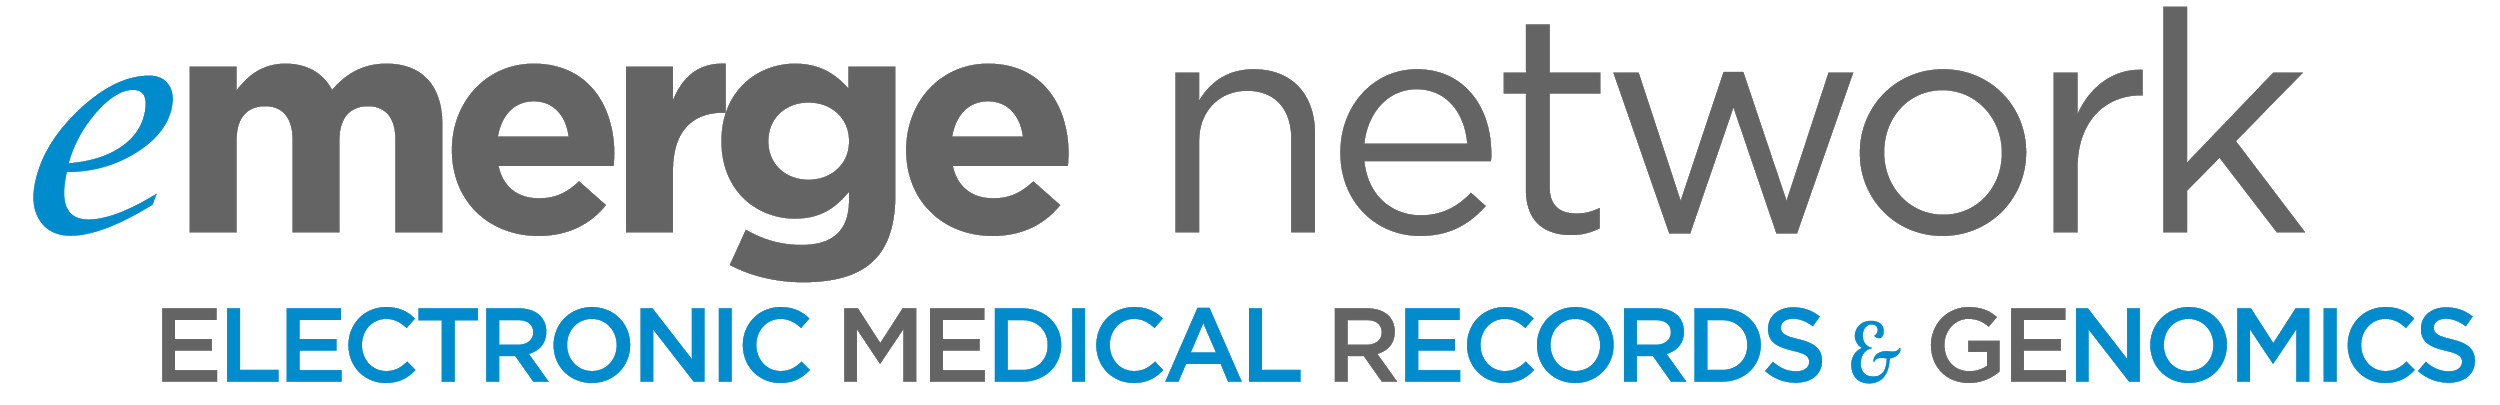 emerge network
ELECTRONIC MEDICAL RECORDS & GENOMICS